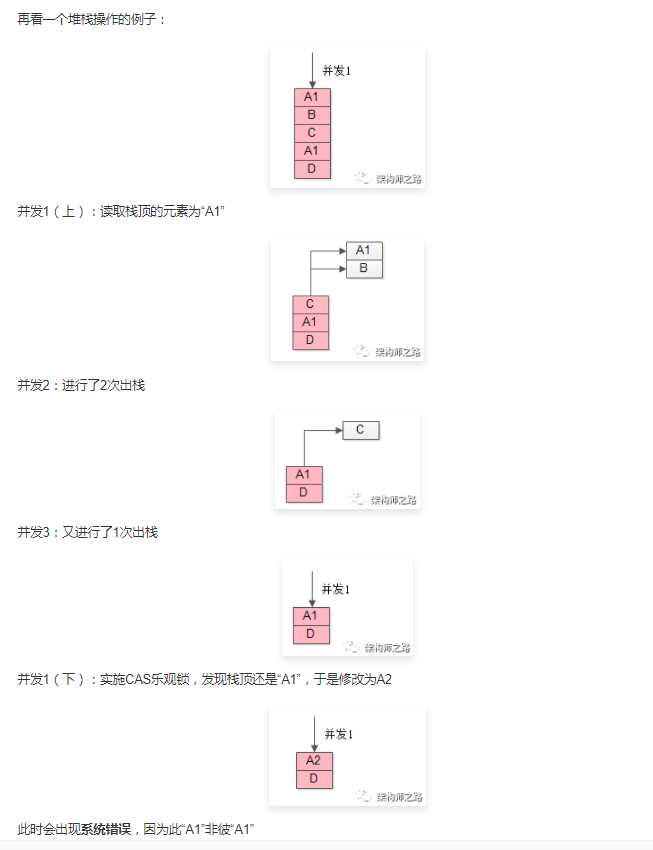 再看一个堆栈操作的例子：
并发1
A1
B
C
A1
D
架构师之路
并发1（上）：读取栈顶的元素为“A1”
A1
B
C
A1
D
架构师之路
并发2：进行了2次出栈
C
A1
D
架构师之路
并发3：又进行了1次出栈
并发1
A1
D
架构师之路
并发1（下）：实施CAS乐观锁，发现栈顶还是“A1”，于是修改为A2
并发1
A2
D
架构师之路
此时会出现系统错误，因为此“A1”非彼“A1”